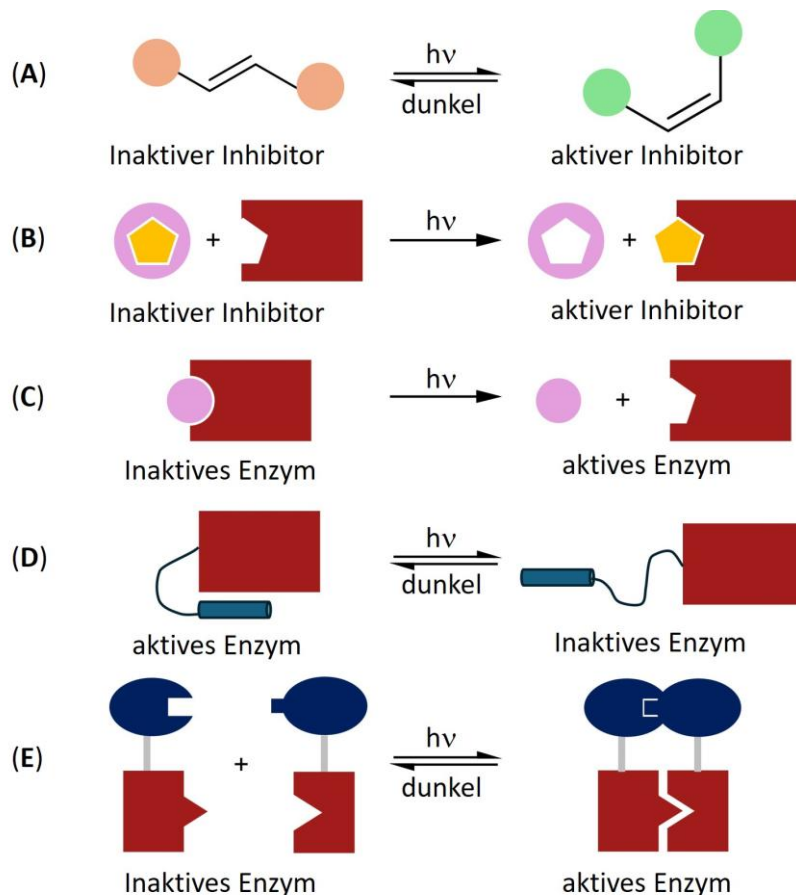 (A)
hν
dunkel
Inaktiver Inhibitor
aktiver Inhibitor
(B)
+
hν
+
Inaktiver Inhibitor
aktiver Inhibitor
(C)
hν
+
Inaktives Enzym
aktives Enzym
(D)
hν
dunkel
aktives Enzym
Inaktives Enzym
(E)
+
hν
dunkel
Inaktives Enzym
aktives Enzym